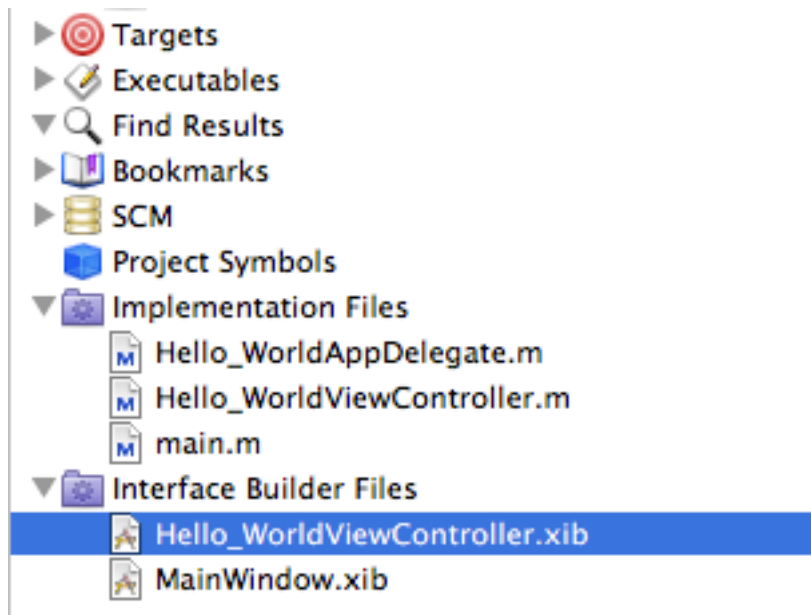 Targets
Executables
Find Results
Bookmarks
SCM
Project Symbols
Implementation Files
Hello_WorldAppDelegate.m
Hello_WorldViewController.m
main.m
Interface Builder Files
Hello_WorldViewController.xib
MainWindow.xib